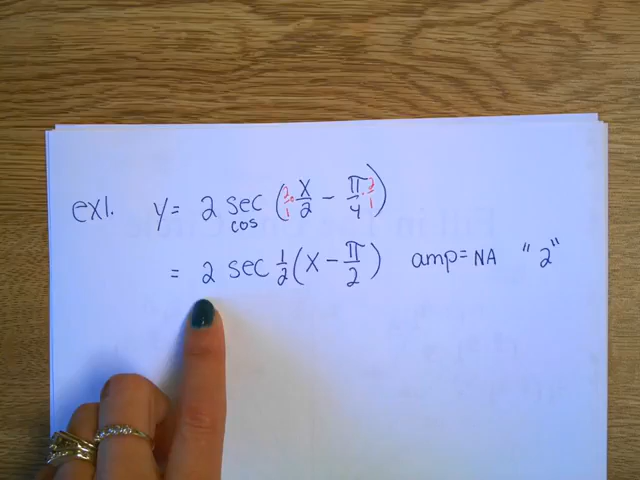 ex1. y = 2 sec (2/1 · x/2 - π/4 · 2/1)
cos
= 2 sec 1/2 (x - π/2) amp = NA "2"